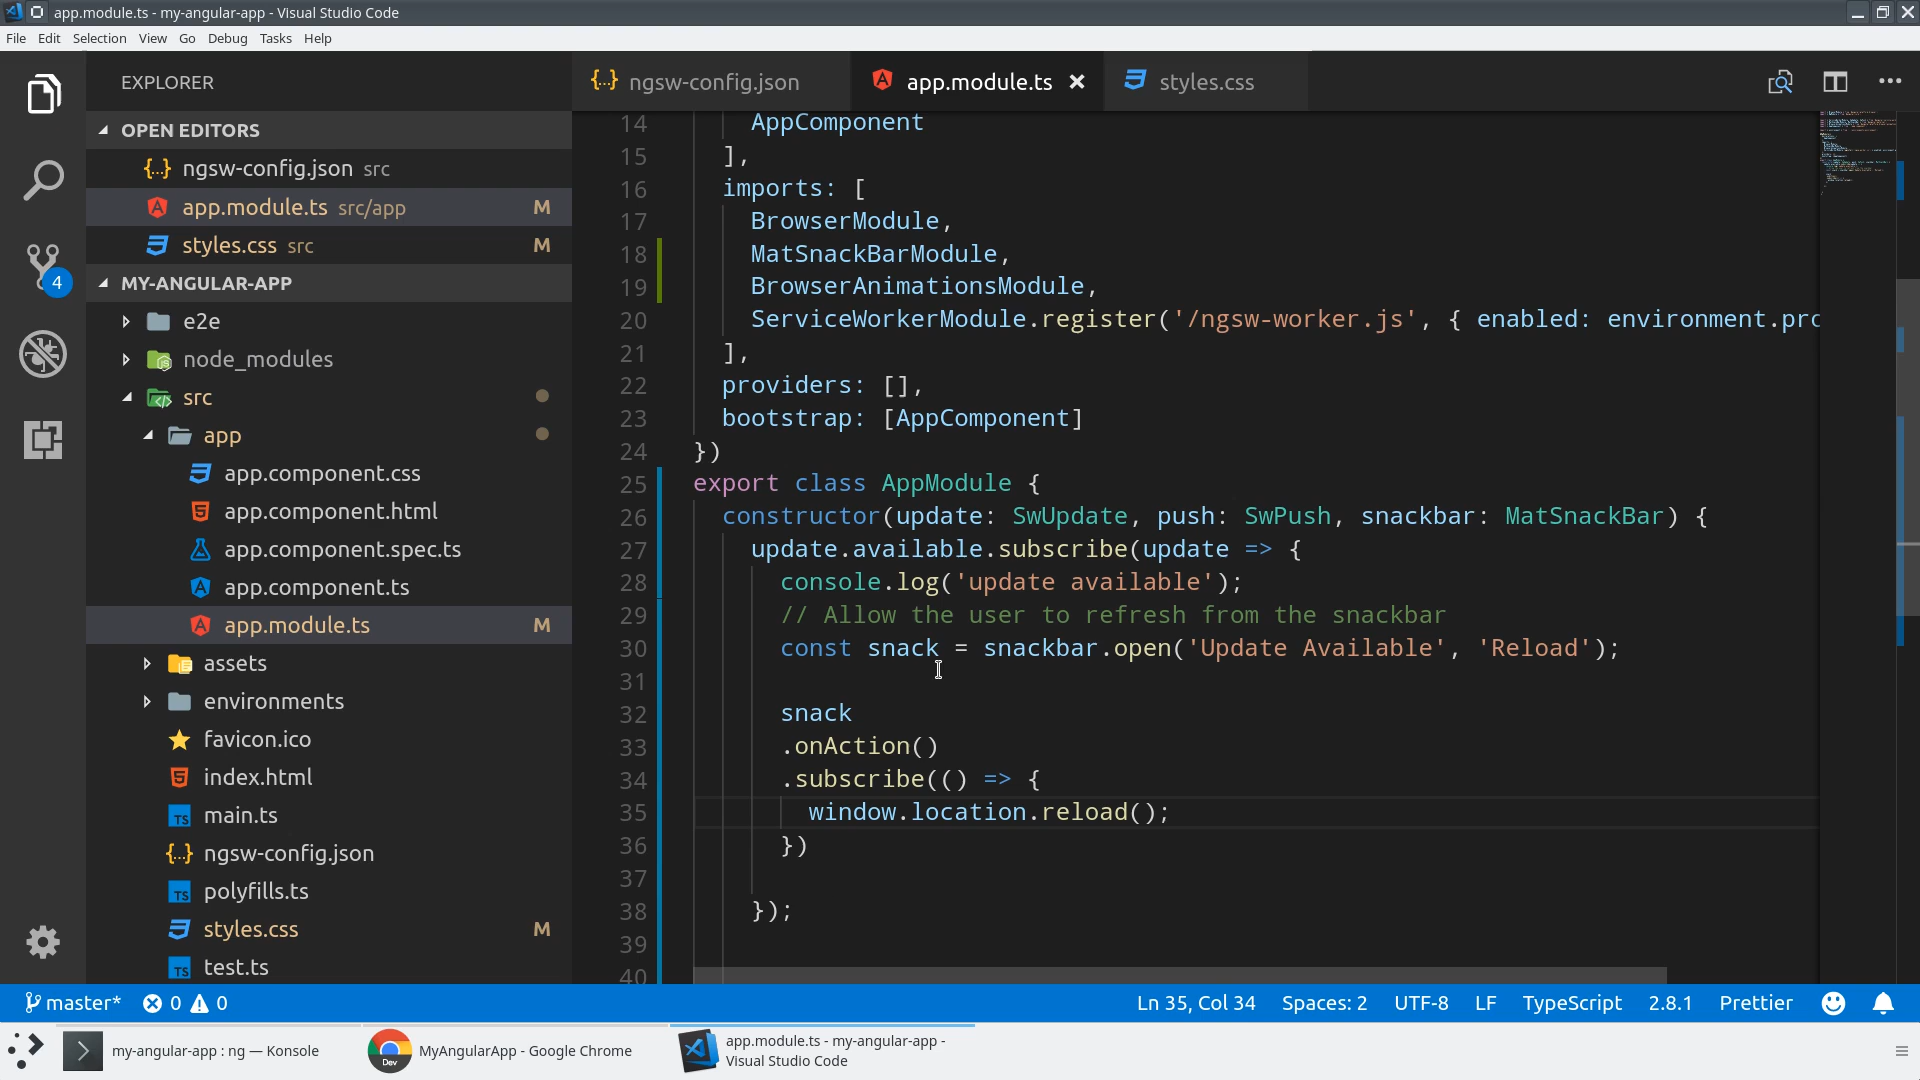 app.module.ts - my-angular-app - Visual Studio Code
File Edit Selection View Go Debug Tasks Help
EXPLORER
OPEN EDITORS
ngsw-config.json src
app.module.ts src/app M
styles.css src M
MY-ANGULAR-APP
e2e
node_modules
src
app
app.component.css
app.component.html
app.component.spec.ts
app.component.ts
app.module.ts M
assets
environments
favicon.ico
index.html
main.ts
ngsw-config.json
polyfills.ts
styles.css M
test.ts
4
ngsw-config.json app.module.ts styles.css
14 AppComponent
15 ],
16 imports: [
17 BrowserModule,
18 MatSnackBarModule,
19 BrowserAnimationsModule,
20 ServiceWorkerModule.register('/ngsw-worker.js', { enabled: environment.pro
21 ],
22 providers: [],
23 bootstrap: [AppComponent]
24 })
25 export class AppModule {
26 constructor(update: SwUpdate, push: SwPush, snackbar: MatSnackBar) {
27 update.available.subscribe(update => {
28 console.log('update available');
29 // Allow the user to refresh from the snackbar
30 const snack = snackbar.open('Update Available', 'Reload');
31
32 snack
33 .onAction()
34 .subscribe(() => {
35 window.location.reload();
36 })
37
38 });
39
40
master* 0 0 Ln 35, Col 34 Spaces: 2 UTF-8 LF TypeScript 2.8.1 Prettier
my-angular-app : ng — Konsole
Dev
MyAngularApp - Google Chrome
app.module.ts - my-angular-app -
Visual Studio Code